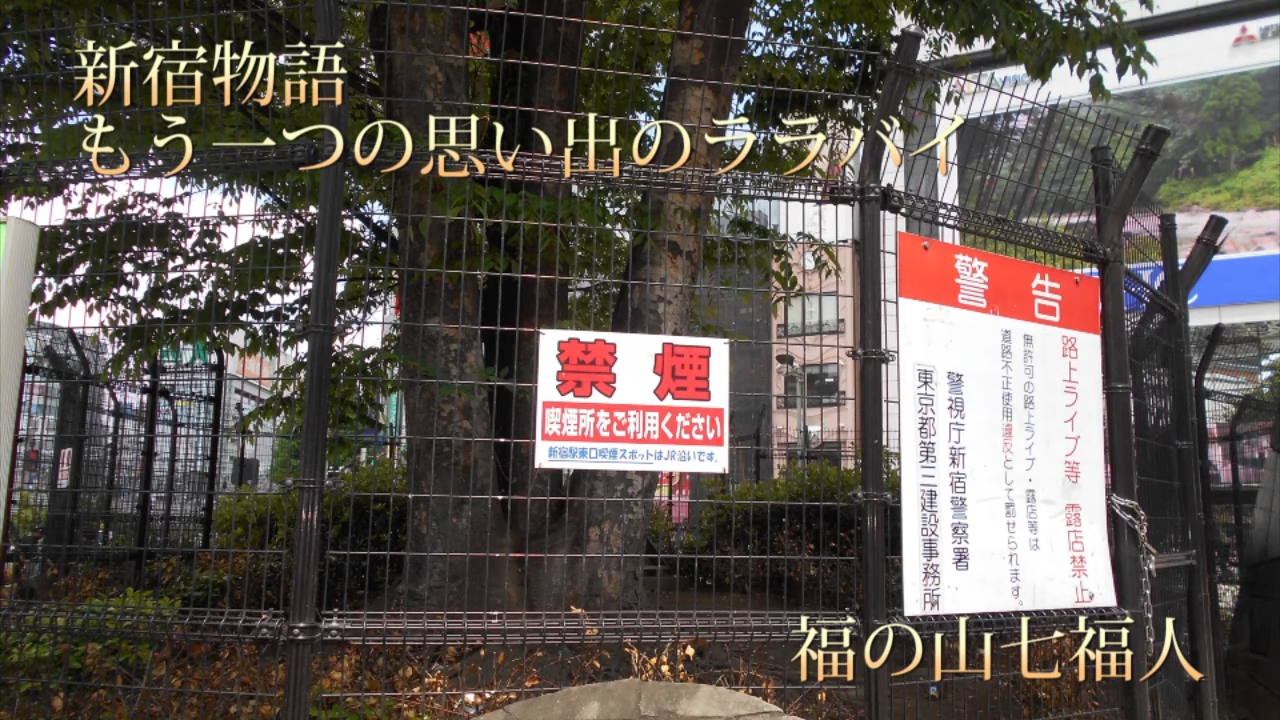 新宿物語
もう一つの思い出のララバイ
禁煙
喫煙所をご利用ください
新宿駅東口喫煙スポットはJR沿いです。
警告
路上ライブ等 露店禁止
無許可の路上ライブ・露店等は
道路不正使用違反として罰せられます。
警視庁新宿警察署
東京都第三建設事務所
福の山七福人